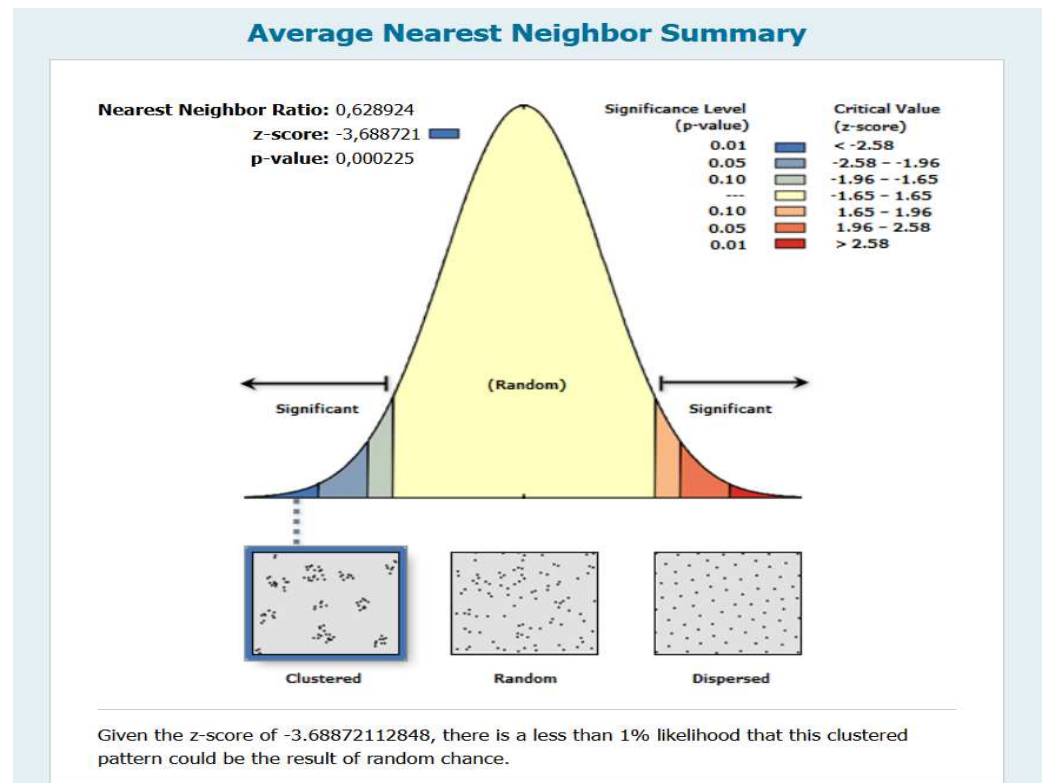 Average Nearest Neighbor Summary
Nearest Neighbor Ratio: 0,628924
z-score: -3,688721
p-value: 0,000225
Significance Level
(p-value)
Critical Value
(z-score)
0.01 < -2.58
0.05 -2.58 - -1.96
0.10 -1.96 - -1.65
--- -1.65 - 1.65
0.10 1.65 - 1.96
0.05 1.96 - 2.58
0.01 > 2.58
(Random)
Significant
Significant
Clustered
Random
Dispersed
Given the z-score of -3.68872112848, there is a less than 1% likelihood that this clustered
pattern could be the result of random chance.